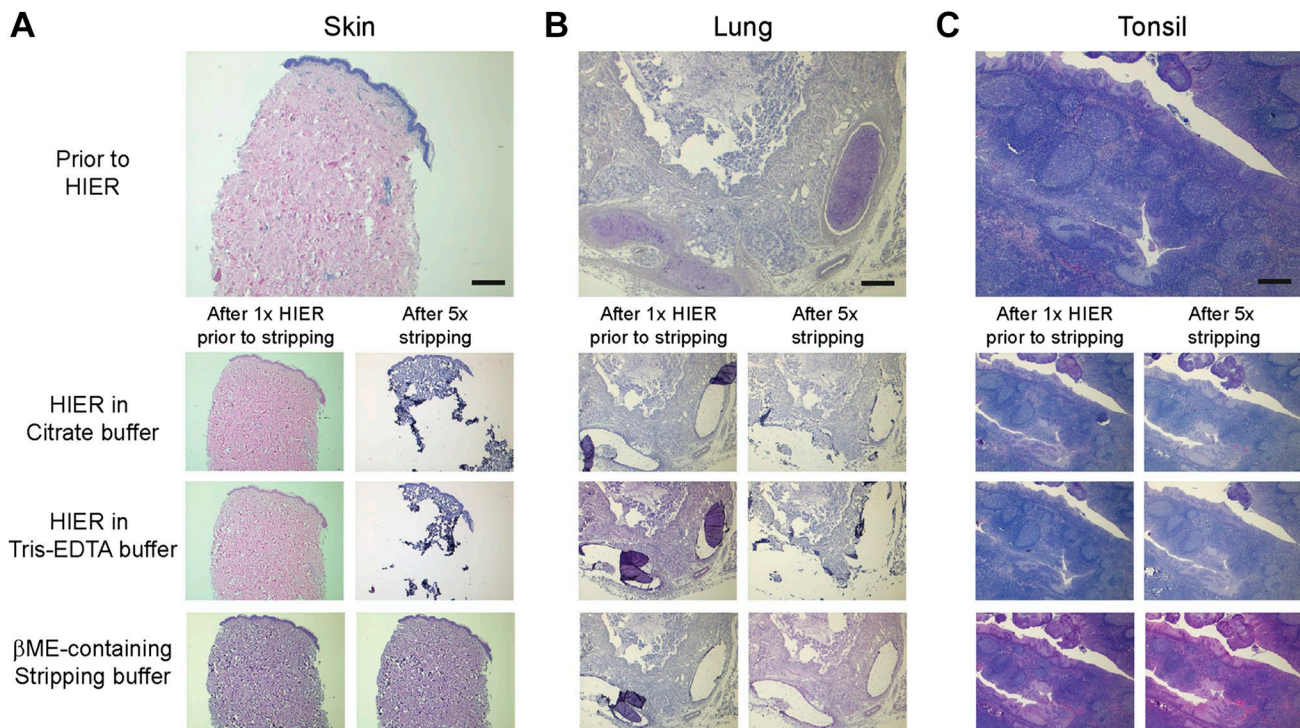 A
Skin
B
Lung
C
Tonsil
Prior to
HIER
After 1x HIER
prior to stripping
After 5x
stripping
After 1x HIER
prior to stripping
After 5x
stripping
After 1x HIER
prior to stripping
After 5x
stripping
HIER in
Citrate buffer
HIER in
Tris-EDTA buffer
βME-containing
Stripping buffer